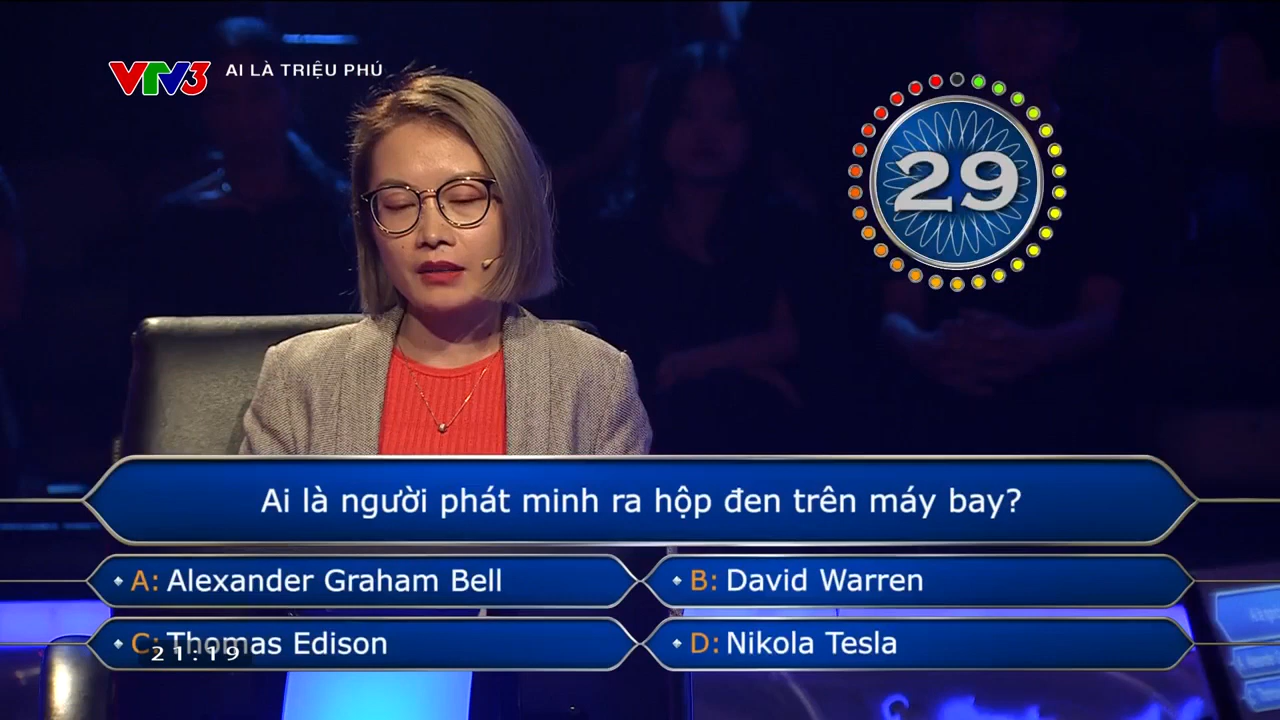 VTV3 AI LÀ TRIỆU PHÚ
29
Ai là người phát minh ra hộp đen trên máy bay?
A: Alexander Graham Bell
B: David Warren
C: Thomas Edison
D: Nikola Tesla
21:19